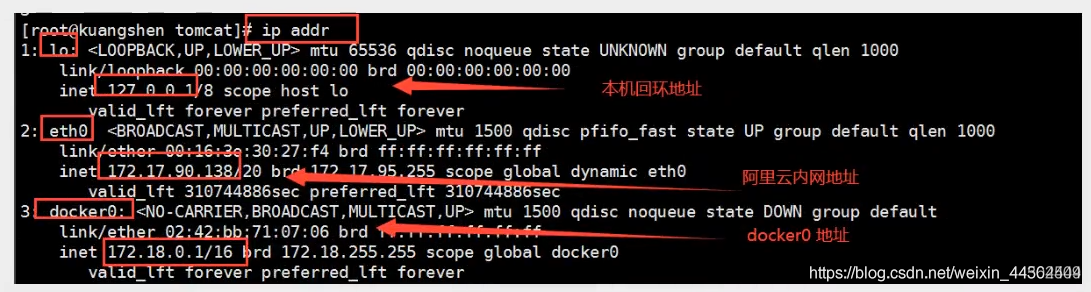 [root@kuangshen tomcat]# ip addr
1: lo: <LOOPBACK,UP,LOWER_UP> mtu 65536 qdisc noqueue state UNKNOWN group default qlen 1000
link/loopback 00:00:00:00:00:00 brd 00:00:00:00:00:00
inet 127.0.0.1/8 scope host lo 本机回环地址
valid_lft forever preferred_lft forever
2: eth0 <BROADCAST,MULTICAST,UP,LOWER_UP> mtu 1500 qdisc pfifo_fast state UP group default qlen 1000
link/ether 00:16:3e:30:27:f4 brd ff:ff:ff:ff:ff:ff
inet 172.17.90.138/20 brd 172.17.95.255 scope global dynamic eth0 阿里云内网地址
valid_lft 310744886sec preferred_lft 310744886sec
3: docker0: <NO-CARRIER,BROADCAST,MULTICAST,UP> mtu 1500 qdisc noqueue state DOWN group default
link/ether 02:42:bb:71:07:06 brd ff:ff:ff:ff:ff:ff docker0 地址
inet 172.18.0.1/16 brd 172.18.255.255 scope global docker0
valid_lft forever preferred_lft forever